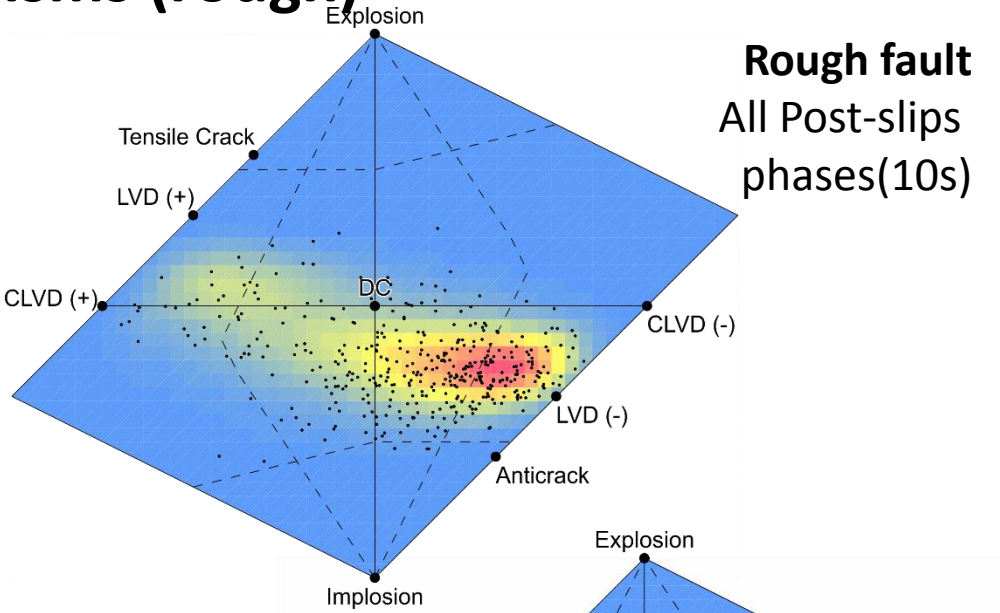 Explosion
Rough fault
All Post-slips
phases(10s)
Tensile Crack
LVD (+)
DC
CLVD (+)
CLVD (-)
LVD (-)
Anticrack
Explosion
Implosion